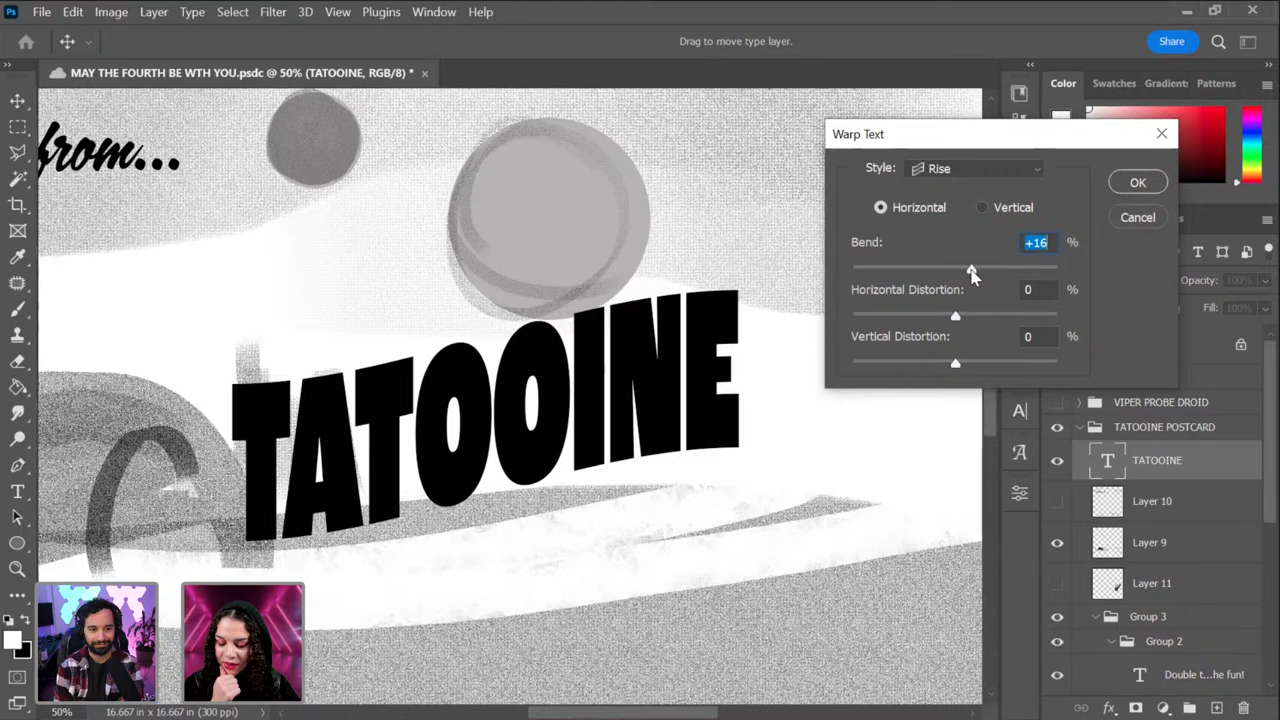 Ps File Edit Image Layer Type Select Filter 3D View Plugins Window Help
Drag to move type layer.
Share
MAY THE FOURTH BE WTH YOU.psdc @ 50% (TATOOINE, RGB/8) *
Color Swatches Gradient: Patterns
from...
Warp Text
Style: Rise
OK
Horizontal Vertical
Cancel
Bend: +16 %
Opacity: 100%
Horizontal Distortion: 0 %
Fill: 100%
Vertical Distortion: 0 %
TATOOINE
VIPER PROBE DROID
TATOOINE POSTCARD
TATOOINE
Layer 10
Layer 9
Layer 11
Group 3
Group 2
Double t...he fun!
50% 16.667 in x 16.667 in (300 ppi)